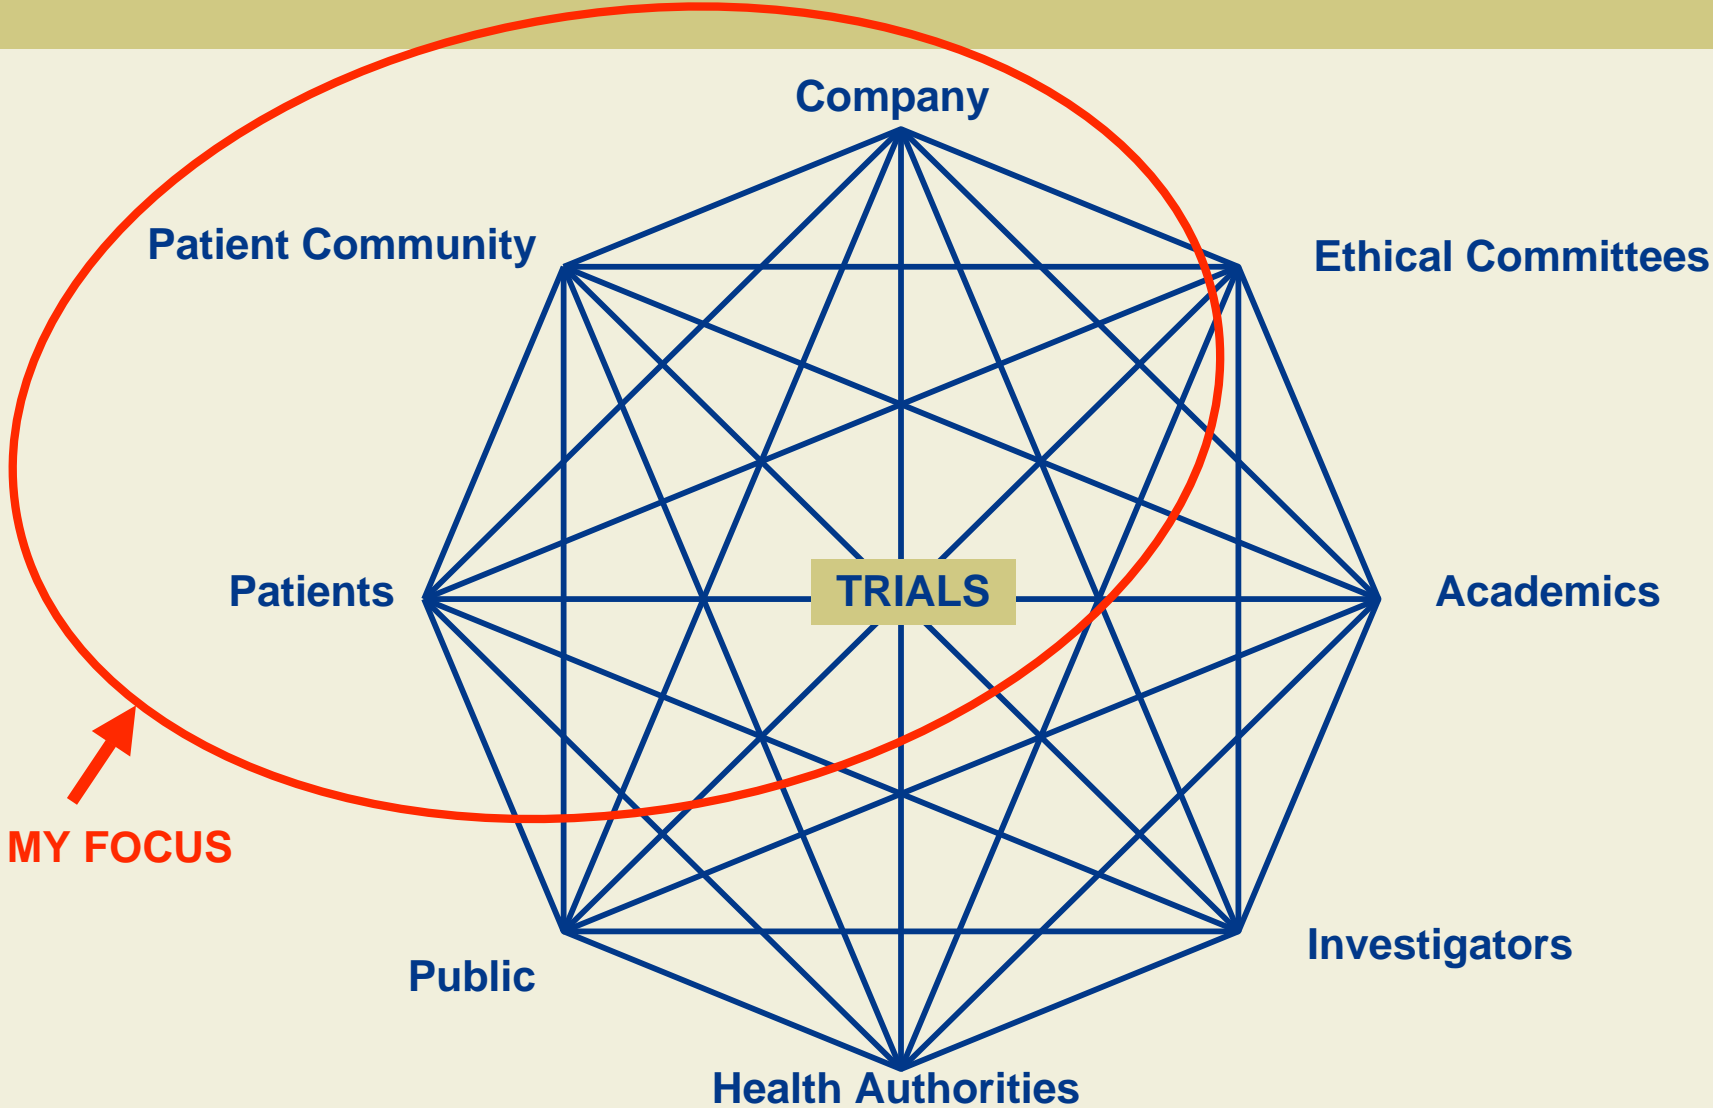 Company
Patient Community
Ethical Committees
Patients
TRIALS
Academics
MY FOCUS
Public
Investigators
Health Authorities